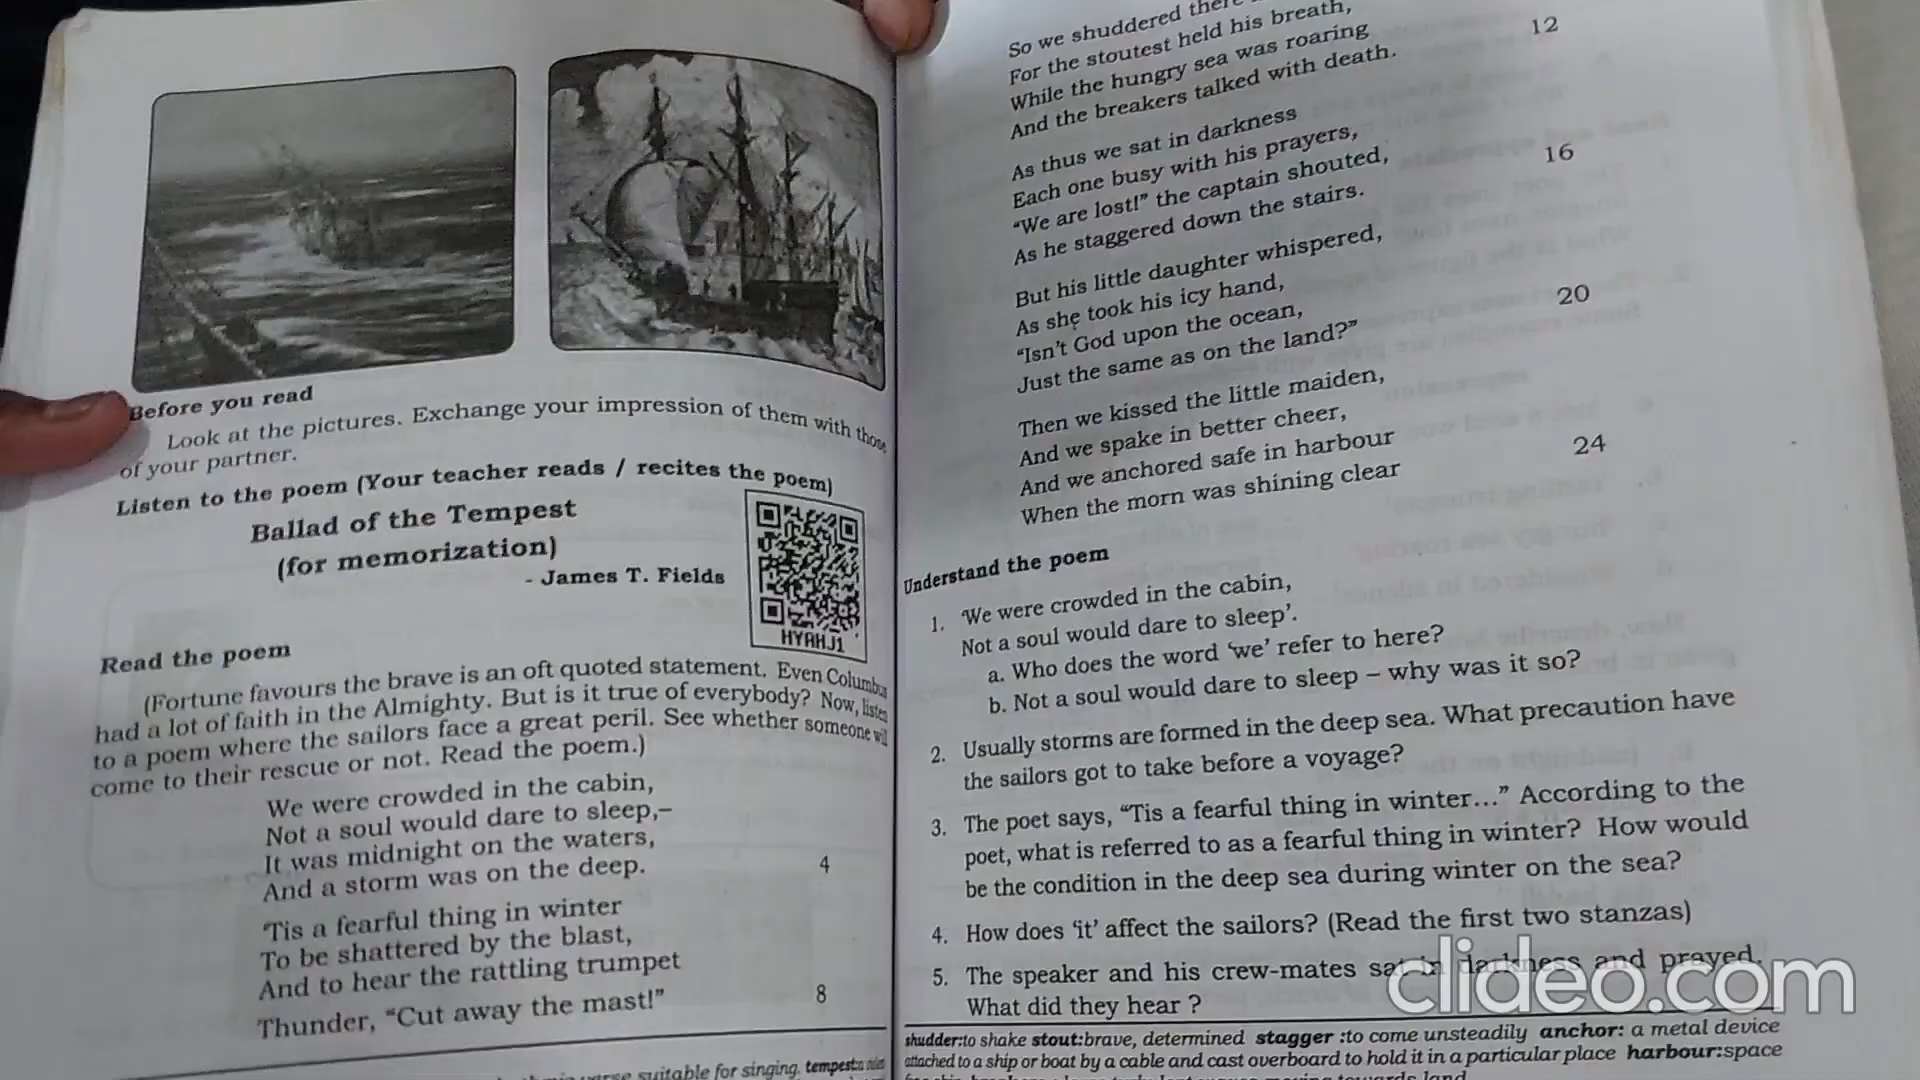 Before you read
Look at the pictures. Exchange your impression of them with those
of your partner.
Listen to the poem (Your teacher reads / recites the poem)
Ballad of the Tempest
(for memorization)
- James T. Fields
HYAHJ1
Read the poem
(Fortune favours the brave is an oft quoted statement. Even Columbus
had a lot of faith in the Almighty. But is it true of everybody? Now, listen
to a poem where the sailors face a great peril. See whether someone will
come to their rescue or not. Read the poem.)
We were crowded in the cabin,
Not a soul would dare to sleep,–
It was midnight on the waters,
And a storm was on the deep. 4
'Tis a fearful thing in winter
To be shattered by the blast,
And to hear the rattling trumpet
Thunder, “Cut away the mast!” 8
verse suitable for singing. tempest:
So we shuddered there
For the stoutest held his breath, 12
While the hungry sea was roaring
And the breakers talked with death.
As thus we sat in darkness
Each one busy with his prayers,
“We are lost!” the captain shouted, 16
As he staggered down the stairs.
But his little daughter whispered,
As she took his icy hand,
“Isn't God upon the ocean, 20
Just the same as on the land?”
Then we kissed the little maiden,
And we spake in better cheer,
And we anchored safe in harbour 24
When the morn was shining clear
Understand the poem
1. 'We were crowded in the cabin,
Not a soul would dare to sleep'.
a. Who does the word 'we' refer to here?
b. Not a soul would dare to sleep – why was it so?
2. Usually storms are formed in the deep sea. What precaution have
the sailors got to take before a voyage?
3. The poet says, “Tis a fearful thing in winter...” According to the
poet, what is referred to as a fearful thing in winter? How would
be the condition in the deep sea during winter on the sea?
4. How does 'it' affect the sailors? (Read the first two stanzas)
5. The speaker and his crew-mates sat in darkness and prayed.
What did they hear ?
clideo.com
shudder:to shake stout:brave, determined stagger :to come unsteadily anchor: a metal device
attached to a ship or boat by a cable and cast overboard to hold it in a particular place harbour:space